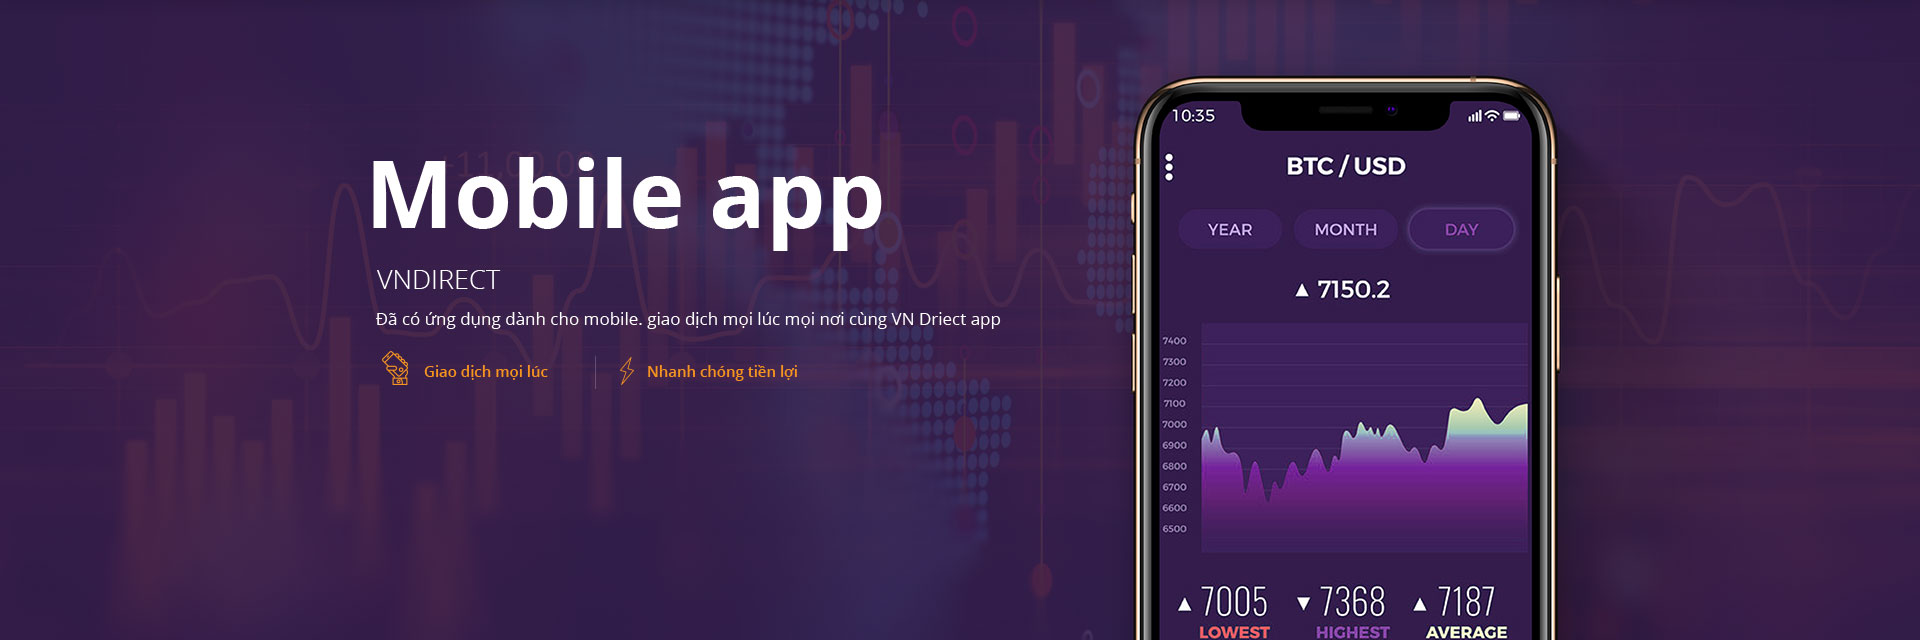 Mobile app
VNDIRECT
Đã có ứng dụng dành cho mobile. giao dịch mọi lúc mọi nơi cùng VN Driect app
Giao dịch mọi lúc
Nhanh chóng tiền lợi
10:35
BTC / USD
YEAR MONTH DAY
▲ 7150.2
7400
7300
7200
7100
7000
6900
6800
6700
6600
6500
▲ 7005 ▼ 7368 ▲ 7187
LOWEST HIGHEST AVERAGE